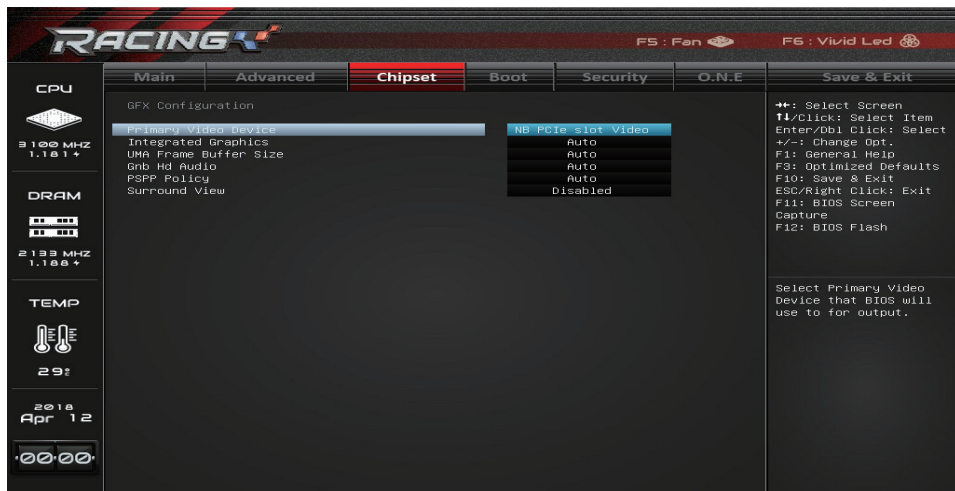 RACING
F5 : Fan
F6 : Vivid Led
Main Advanced Chipset Boot Security O.N.E Save & Exit
CPU
3100 MHZ
1.181+
DRAM
2133 MHZ
1.188+
TEMP
29
2018
Apr 12
00:00
GFX Configuration
Primary Video Device NB PCIe slot Video
Integrated Graphics Auto
UMA Frame Buffer Size Auto
Gnb Hd Audio Auto
PSPP Policy Auto
Surround View Disabled
→←: Select Screen
↑↓/Click: Select Item
Enter/Dbl Click: Select
+/-: Change Opt.
F1: General Help
F3: Optimized Defaults
F10: Save & Exit
ESC/Right Click: Exit
F11: BIOS Screen
Capture
F12: BIOS Flash
Select Primary Video
Device that BIOS will
use to for output.